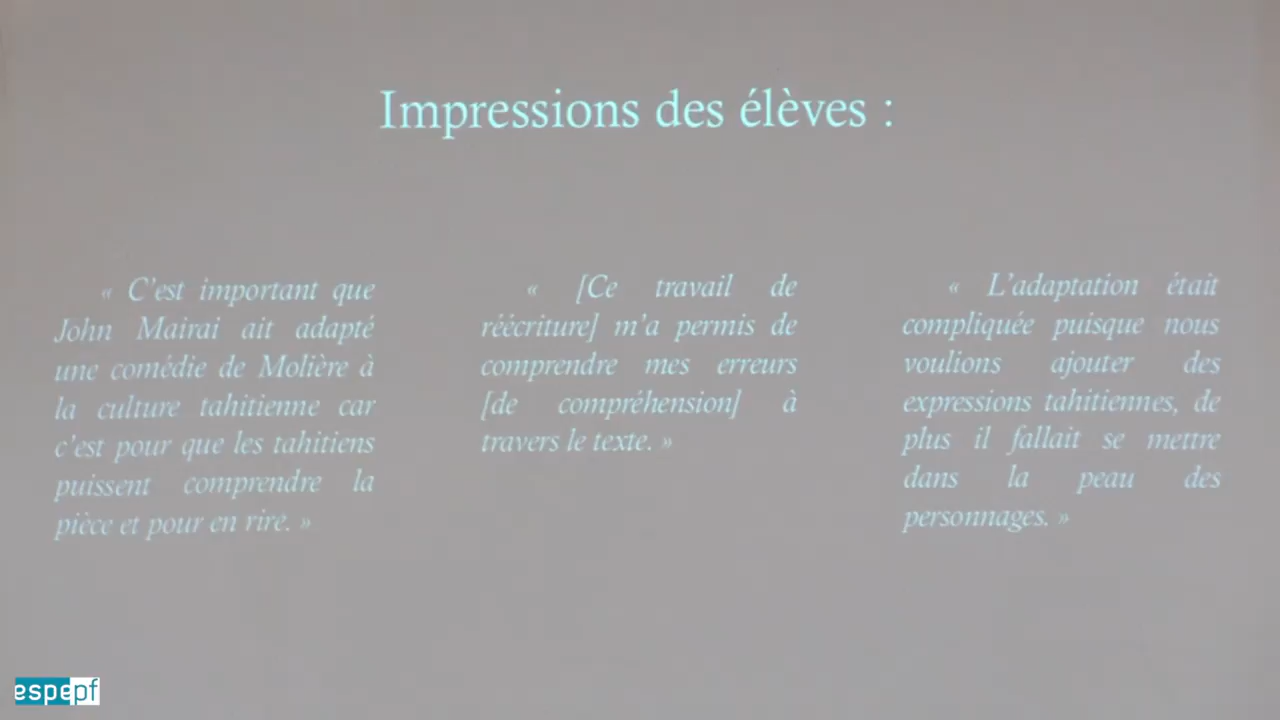 Impressions des élèves :
« C'est important que
John Mairai ait adapté
une comédie de Molière à
la culture tahitienne car
c'est pour que les tahitiens
puissent comprendre la
pièce et pour en rire. »
« [Ce travail de
réécriture] m'a permis de
comprendre mes erreurs
[de compréhension] à
travers le texte. »
« L'adaptation était
compliquée puisque nous
voulions ajouter des
expressions tahitiennes, de
plus il fallait se mettre
dans la peau des
personnages. »
espepf